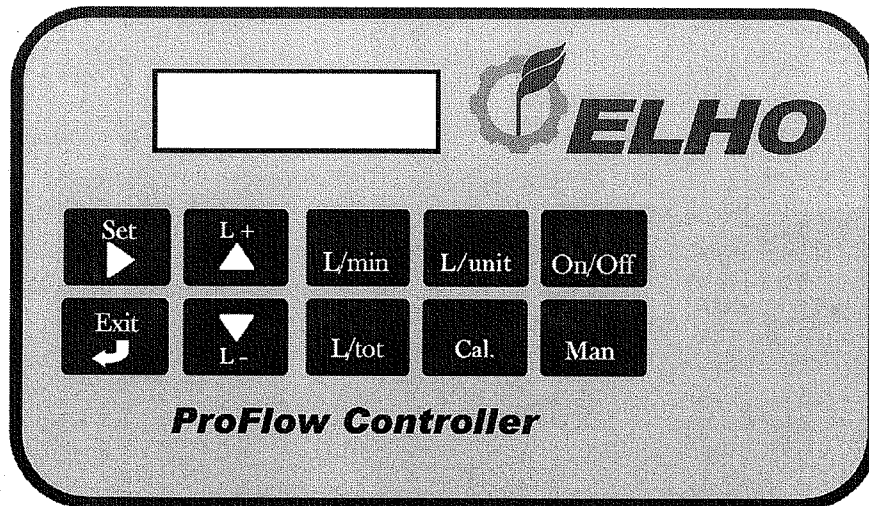 ELHO
Set L + L/min L/unit On/Off
Exit L - L/tot Cal. Man
ProFlow Controller